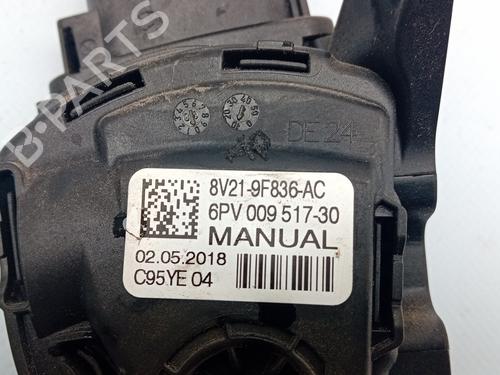 B-PARTS
DE 24
8V21-9F836-AC
6PV 009 517-30
MANUAL
02.05.2018
C95YE 04